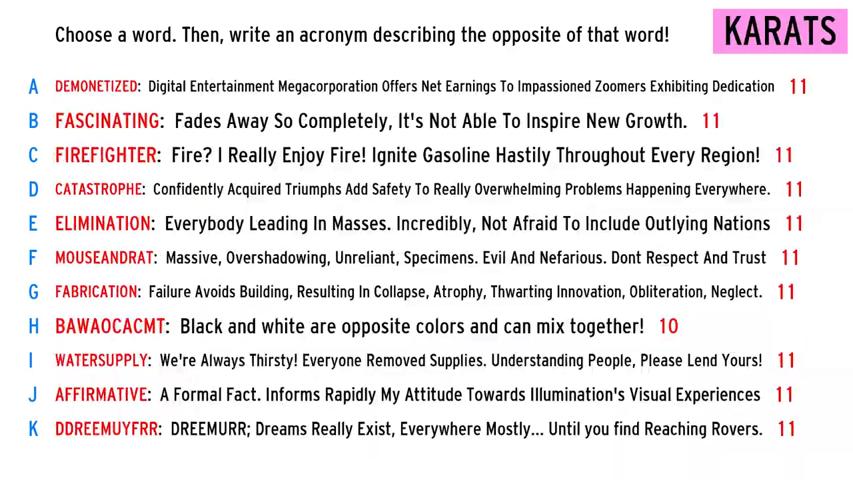 Choose a word. Then, write an acronym describing the opposite of that word! KARATS
A DEMONETIZED: Digital Entertainment Megacorporation Offers Net Earnings To Impassioned Zoomers Exhibiting Dedication 11
B FASCINATING: Fades Away So Completely, It's Not Able To Inspire New Growth. 11
C FIREFIGHTER: Fire? I Really Enjoy Fire! Ignite Gasoline Hastily Throughout Every Region! 11
D CATASTROPHE: Confidently Acquired Triumphs Add Safety To Really Overwhelming Problems Happening Everywhere. 11
E ELIMINATION: Everybody Leading In Masses. Incredibly, Not Afraid To Include Outlying Nations 11
F MOUSEANDRAT: Massive, Overshadowing, Unreliant, Specimens. Evil And Nefarious. Dont Respect And Trust 11
G FABRICATION: Failure Avoids Building, Resulting In Collapse, Atrophy, Thwarting Innovation, Obliteration, Neglect. 11
H BAWAOCACMT: Black and white are opposite colors and can mix together! 10
I WATERSUPPLY: We're Always Thirsty! Everyone Removed Supplies. Understanding People, Please Lend Yours! 11
J AFFIRMATIVE: A Formal Fact. Informs Rapidly My Attitude Towards Illumination's Visual Experiences 11
K DDREEMUYFRR: DREEMURR; Dreams Really Exist, Everywhere Mostly... Until you find Reaching Rovers. 11